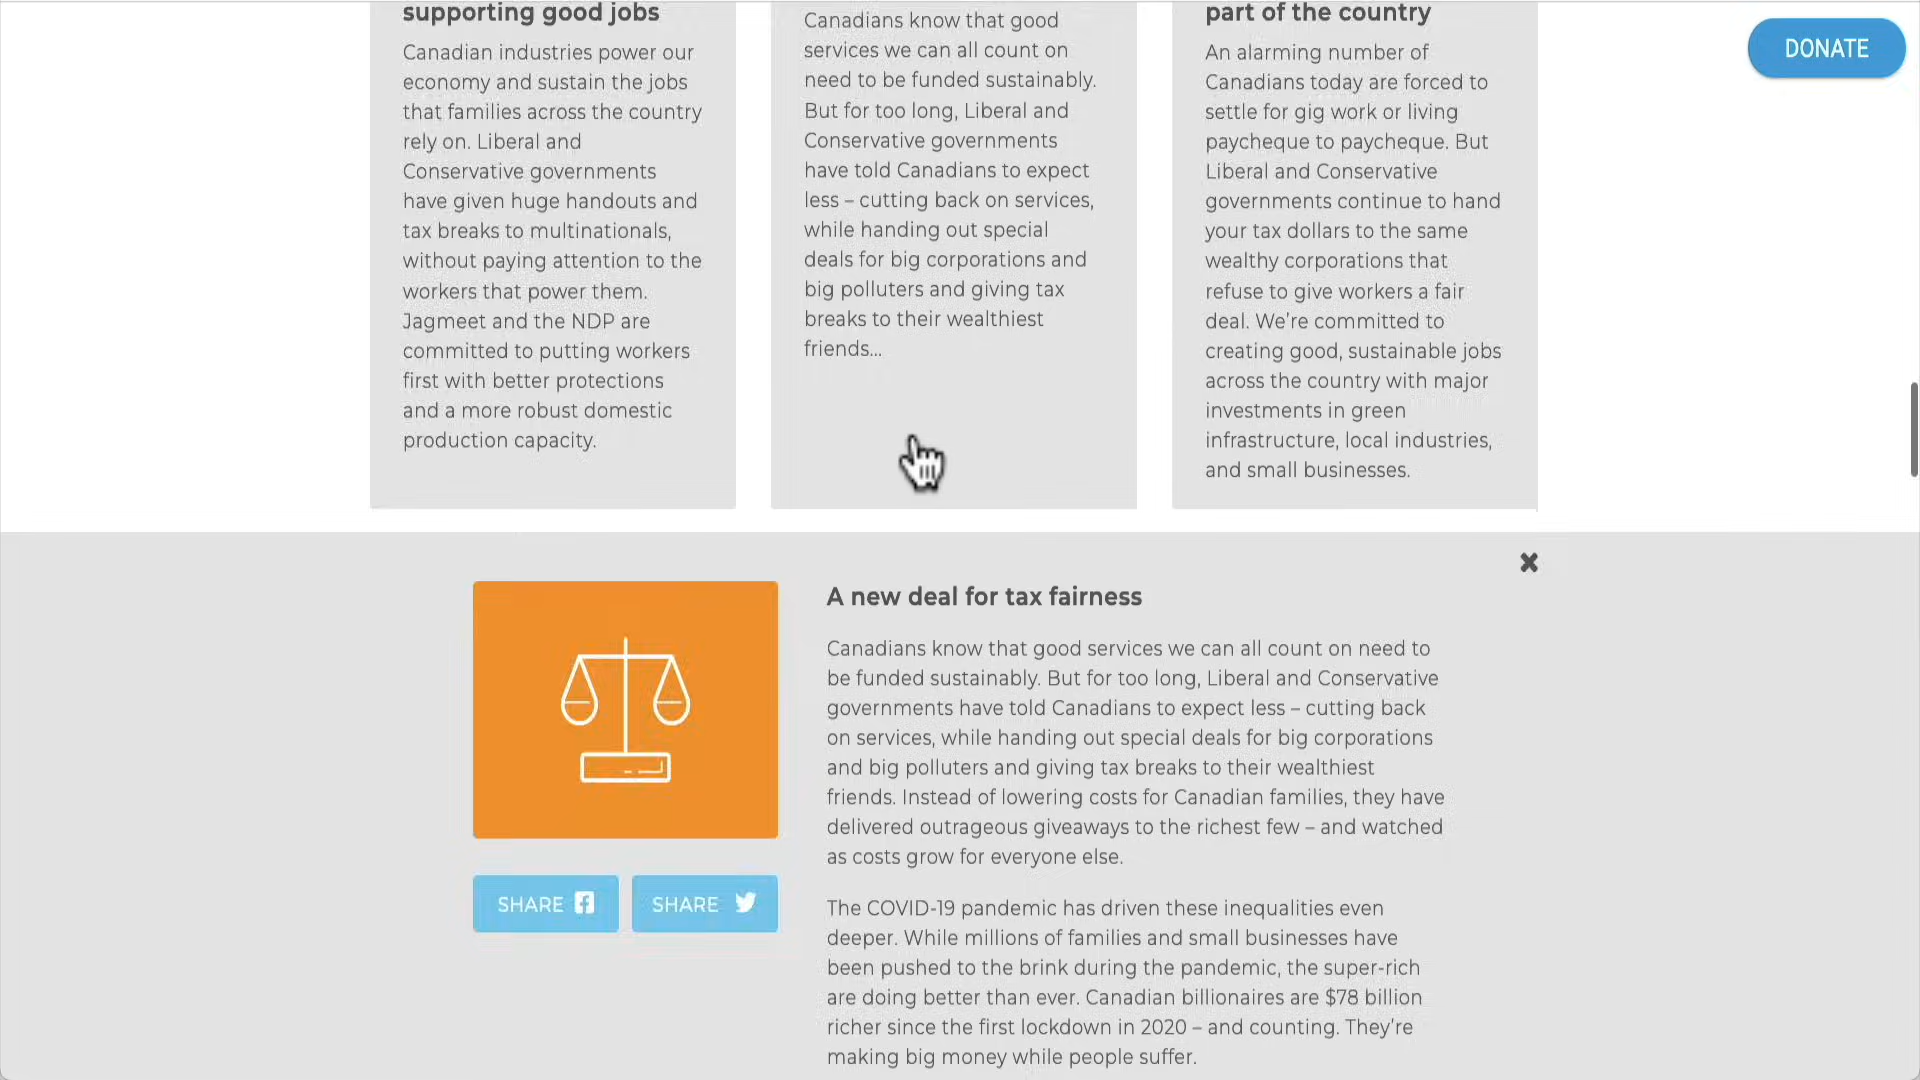 supporting good jobs
Canadian industries power our
economy and sustain the jobs
that families across the country
rely on. Liberal and
Conservative governments
have given huge handouts and
tax breaks to multinationals,
without paying attention to the
workers that power them.
Jagmeet and the NDP are
committed to putting workers
first with better protections
and a more robust domestic
production capacity.
Canadians know that good
services we can all count on
need to be funded sustainably.
But for too long, Liberal and
Conservative governments
have told Canadians to expect
less – cutting back on services,
while handing out special
deals for big corporations and
big polluters and giving tax
breaks to their wealthiest
friends...
part of the country
An alarming number of
Canadians today are forced to
settle for gig work or living
paycheque to paycheque. But
Liberal and Conservative
governments continue to hand
your tax dollars to the same
wealthy corporations that
refuse to give workers a fair
deal. We're committed to
creating good, sustainable jobs
across the country with major
investments in green
infrastructure, local industries,
and small businesses.
DONATE
A new deal for tax fairness
Canadians know that good services we can all count on need to
be funded sustainably. But for too long, Liberal and Conservative
governments have told Canadians to expect less – cutting back
on services, while handing out special deals for big corporations
and big polluters and giving tax breaks to their wealthiest
friends. Instead of lowering costs for Canadian families, they have
delivered outrageous giveaways to the richest few – and watched
as costs grow for everyone else.
The COVID-19 pandemic has driven these inequalities even
deeper. While millions of families and small businesses have
been pushed to the brink during the pandemic, the super-rich
are doing better than ever. Canadian billionaires are $78 billion
richer since the first lockdown in 2020 – and counting. They're
making big money while people suffer.
SHARE
SHARE